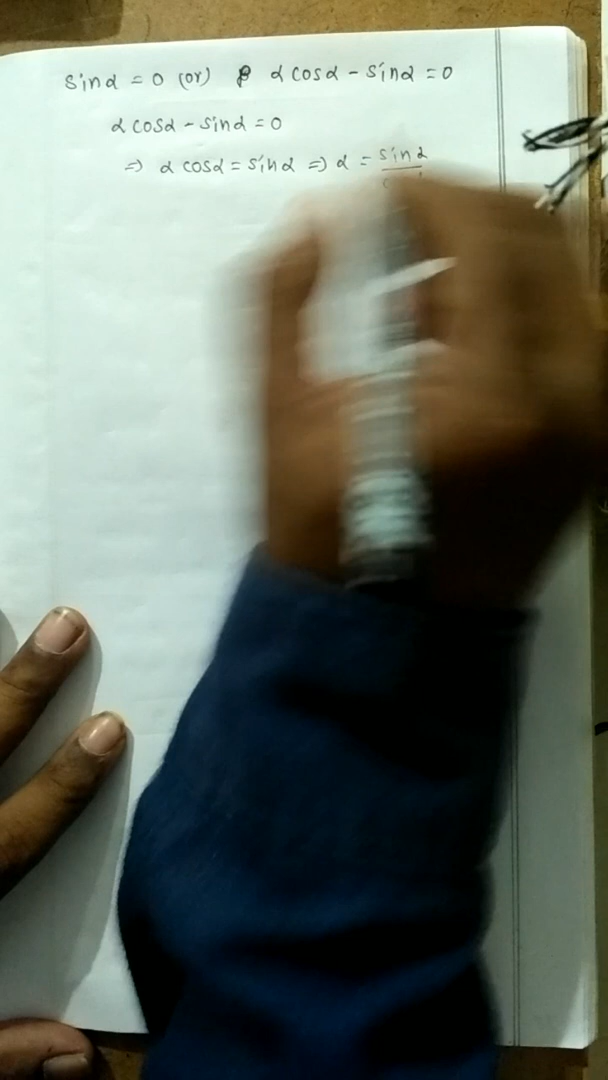 sinα = 0 (or) α cosα - sinα = 0
α cosα - sinα = 0
⇒ α cosα = sinα ⇒ α = sinα